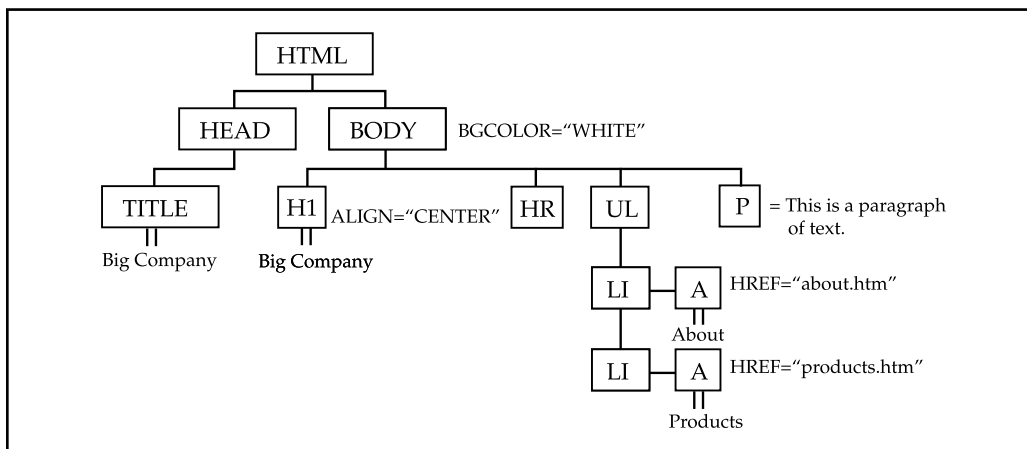 HTML
HEAD
BODY
BGCOLOR=“WHITE”
TITLE
H1
ALIGN=“CENTER”
HR
UL
P
= This is a paragraph
of text.
Big Company
Big Company
LI
A
HREF=“about.htm”
About
LI
A
HREF=“products.htm”
Products